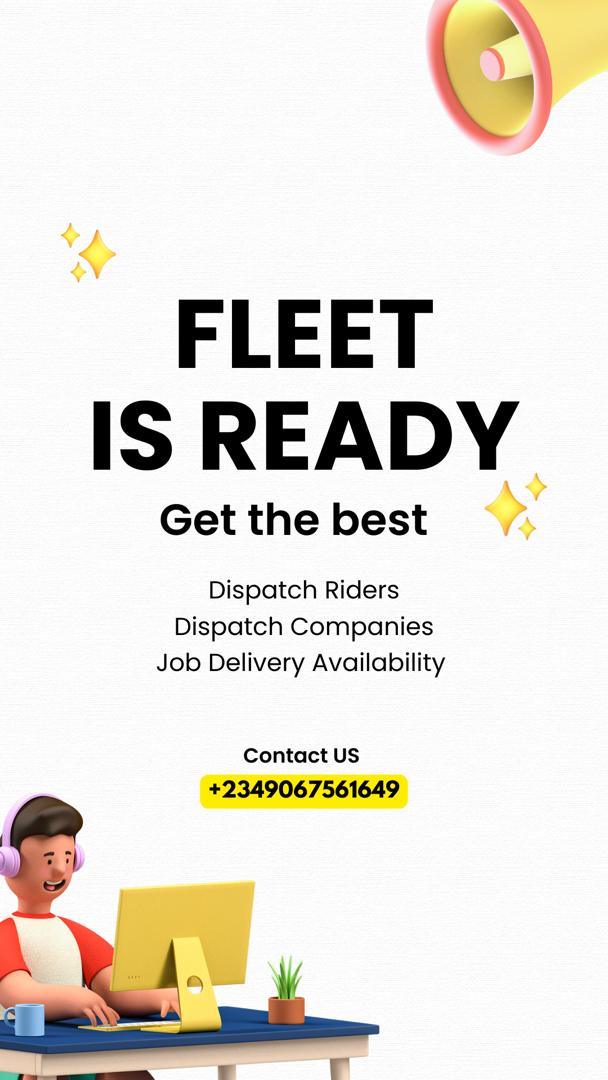 FLEET
IS READY
Get the best
Dispatch Riders
Dispatch Companies
Job Delivery Availability
Contact US
+2349067561649